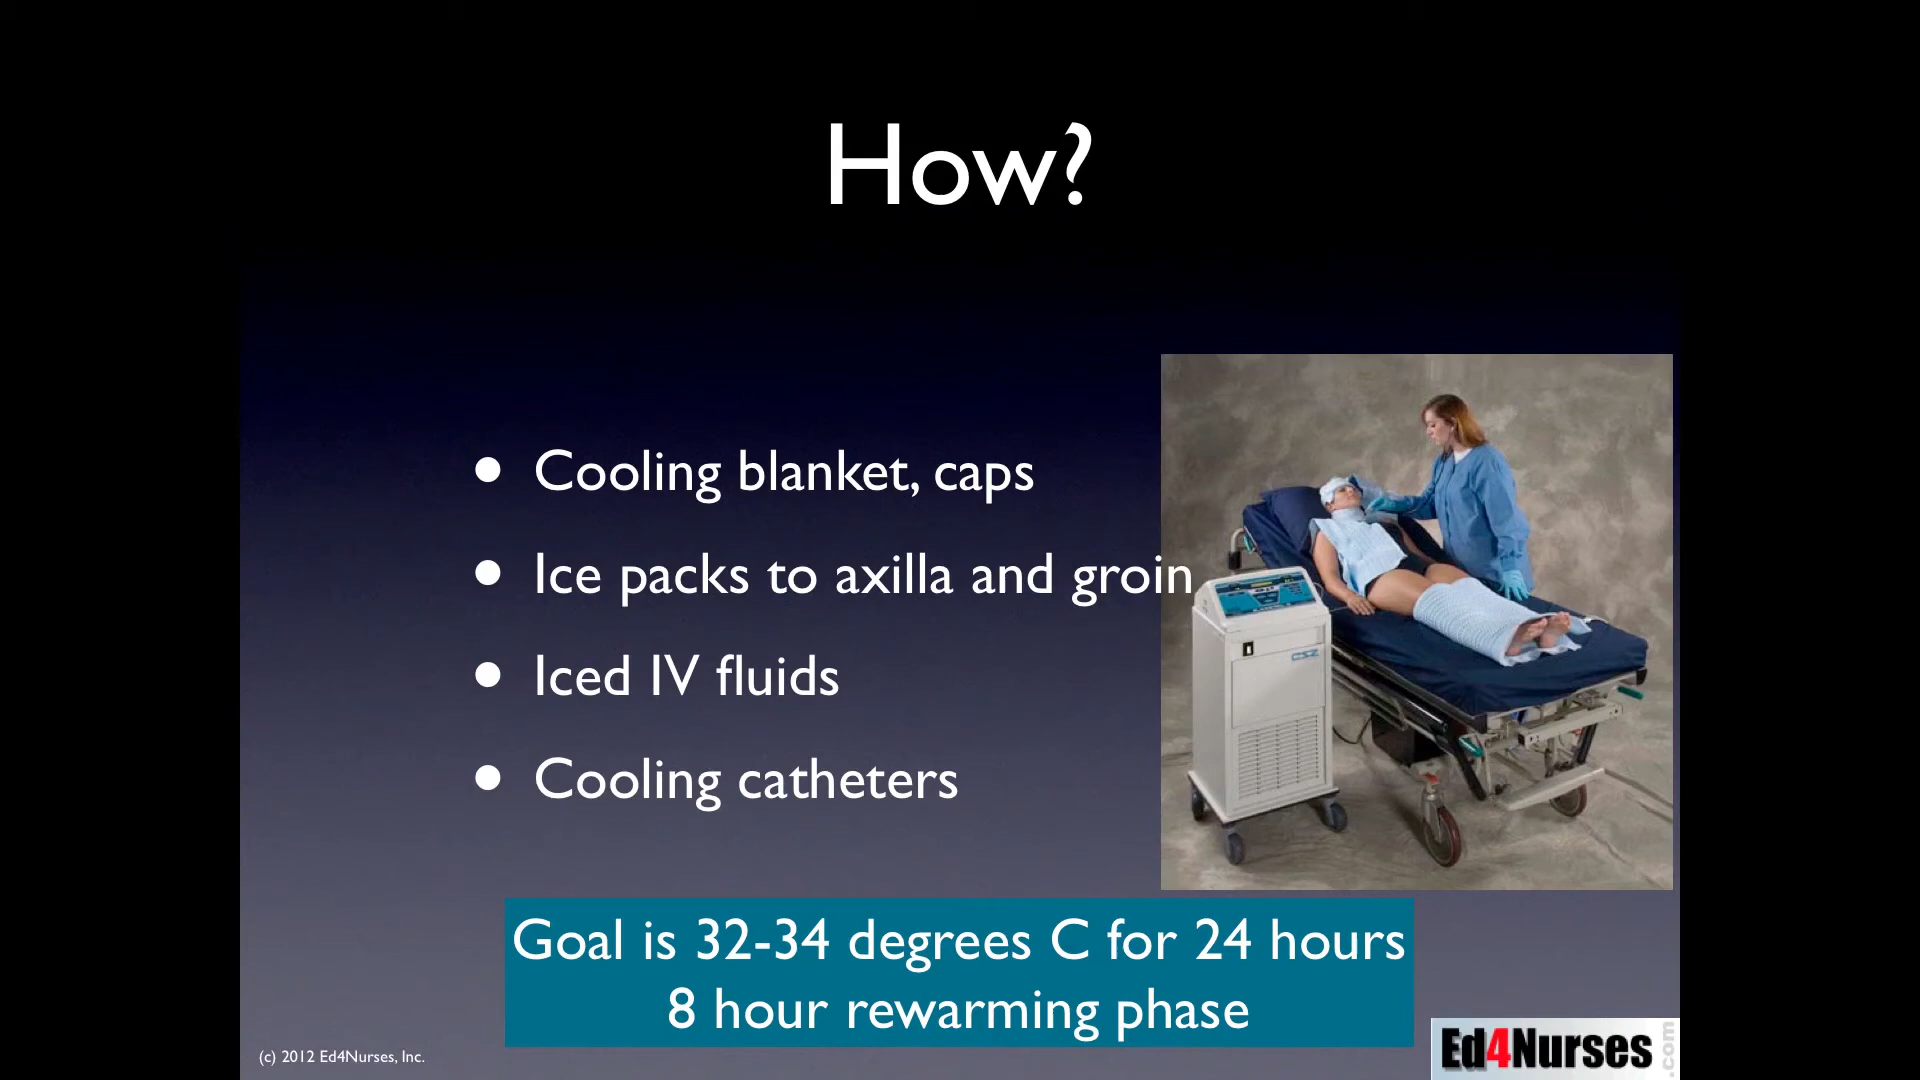 How?
• Cooling blanket, caps
• Ice packs to axilla and groin
• Iced IV fluids
• Cooling catheters
Goal is 32-34 degrees C for 24 hours
8 hour rewarming phase
(c) 2012 Ed4Nurses, Inc.
Ed4Nurses.com